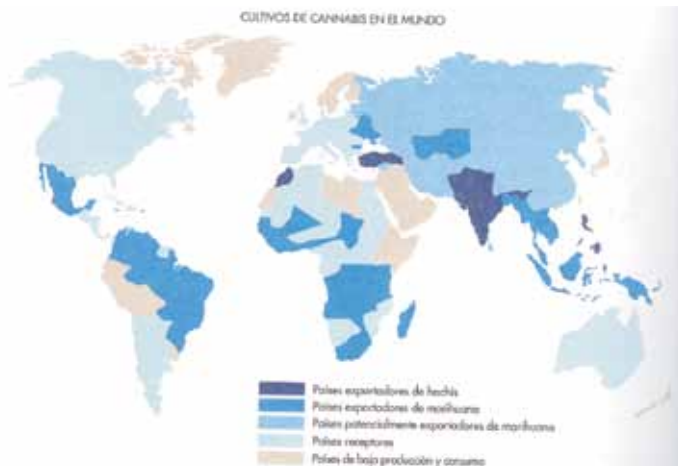 CULTIVOS DE CANNABIS EN EL MUNDO
Países exportadores de hachís
Países exportadores de marihuana
Países potencialmente exportadores de marihuana
Países receptores
Países de baja producción y consumo